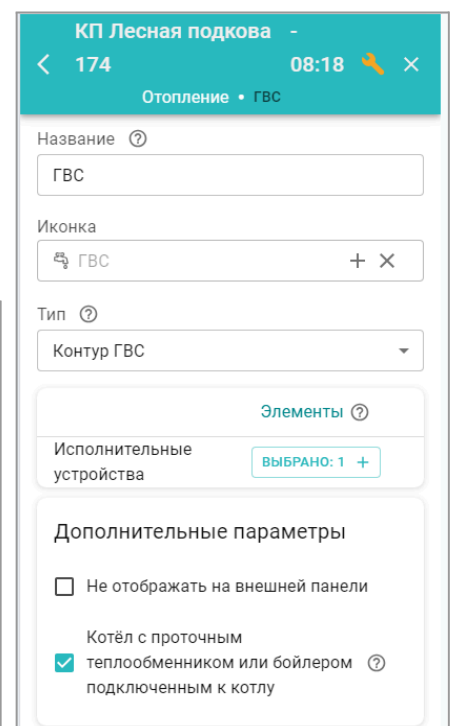 КП Лесная подкова -
174 08:18
Отопление • ГВС
Название ?
ГВС
Иконка
ГВС + ×
Тип ?
Контур ГВС
Элементы ?
Исполнительные
устройства
ВЫБРАНО: 1 +
Дополнительные параметры
Не отображать на внешней панели
Котёл с проточным
теплообменником или бойлером ?
подключенным к котлу